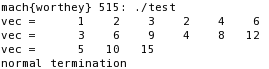 mach{worthey} 515: ./test
vec =      1    2    3    2    4    6
vec =      3    6    9    4    8   12
vec =      5   10   15
normal termination